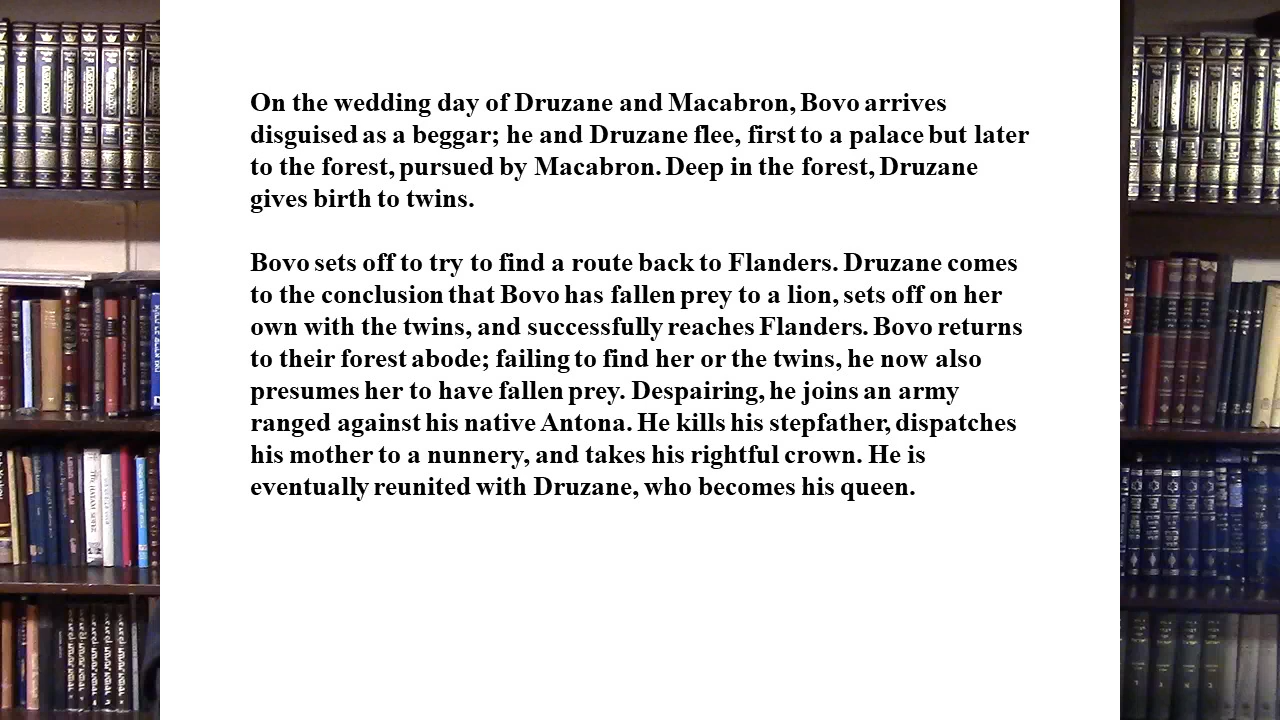 On the wedding day of Druzane and Macabron, Bovo arrives
disguised as a beggar; he and Druzane flee, first to a palace but later
to the forest, pursued by Macabron. Deep in the forest, Druzane
gives birth to twins.
Bovo sets off to try to find a route back to Flanders. Druzane comes
to the conclusion that Bovo has fallen prey to a lion, sets off on her
own with the twins, and successfully reaches Flanders. Bovo returns
to their forest abode; failing to find her or the twins, he now also
presumes her to have fallen prey. Despairing, he joins an army
ranged against his native Antona. He kills his stepfather, dispatches
his mother to a nunnery, and takes his rightful crown. He is
eventually reunited with Druzane, who becomes his queen.